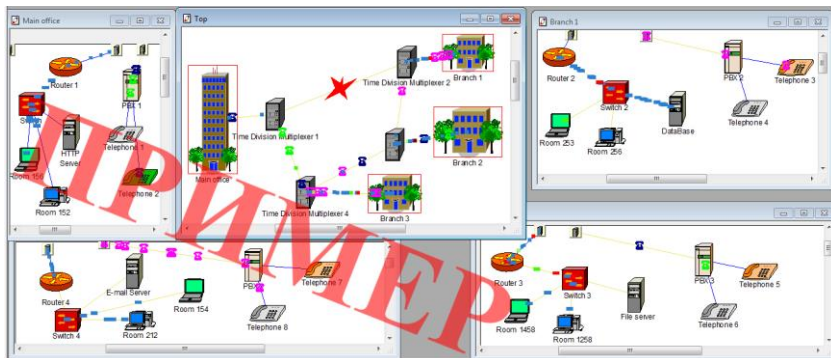 Main office
Router 1
PBX 1
Switch
HTTP
Server
Telephone 1
Room 156
Telephone 2
Room 152
Top
Time Division Multiplexer 2
Branch 1
Time Division Multiplexer 1
Branch 2
Main office
Time Division Multiplexer 4
Branch 3
Branch 1
Router 2
PBX 2
Telephone 3
Switch 2
DataBase
Telephone 4
Room 253
Room 256
Router 4
E-mail Server
PBX
Telephone 7
Room 154
Switch 4
Room 212
Telephone 8
Router 3
PBX 3
Telephone 5
Switch 3
File server
Room 1458
Telephone 6
Room 1258
ПРИМЕР